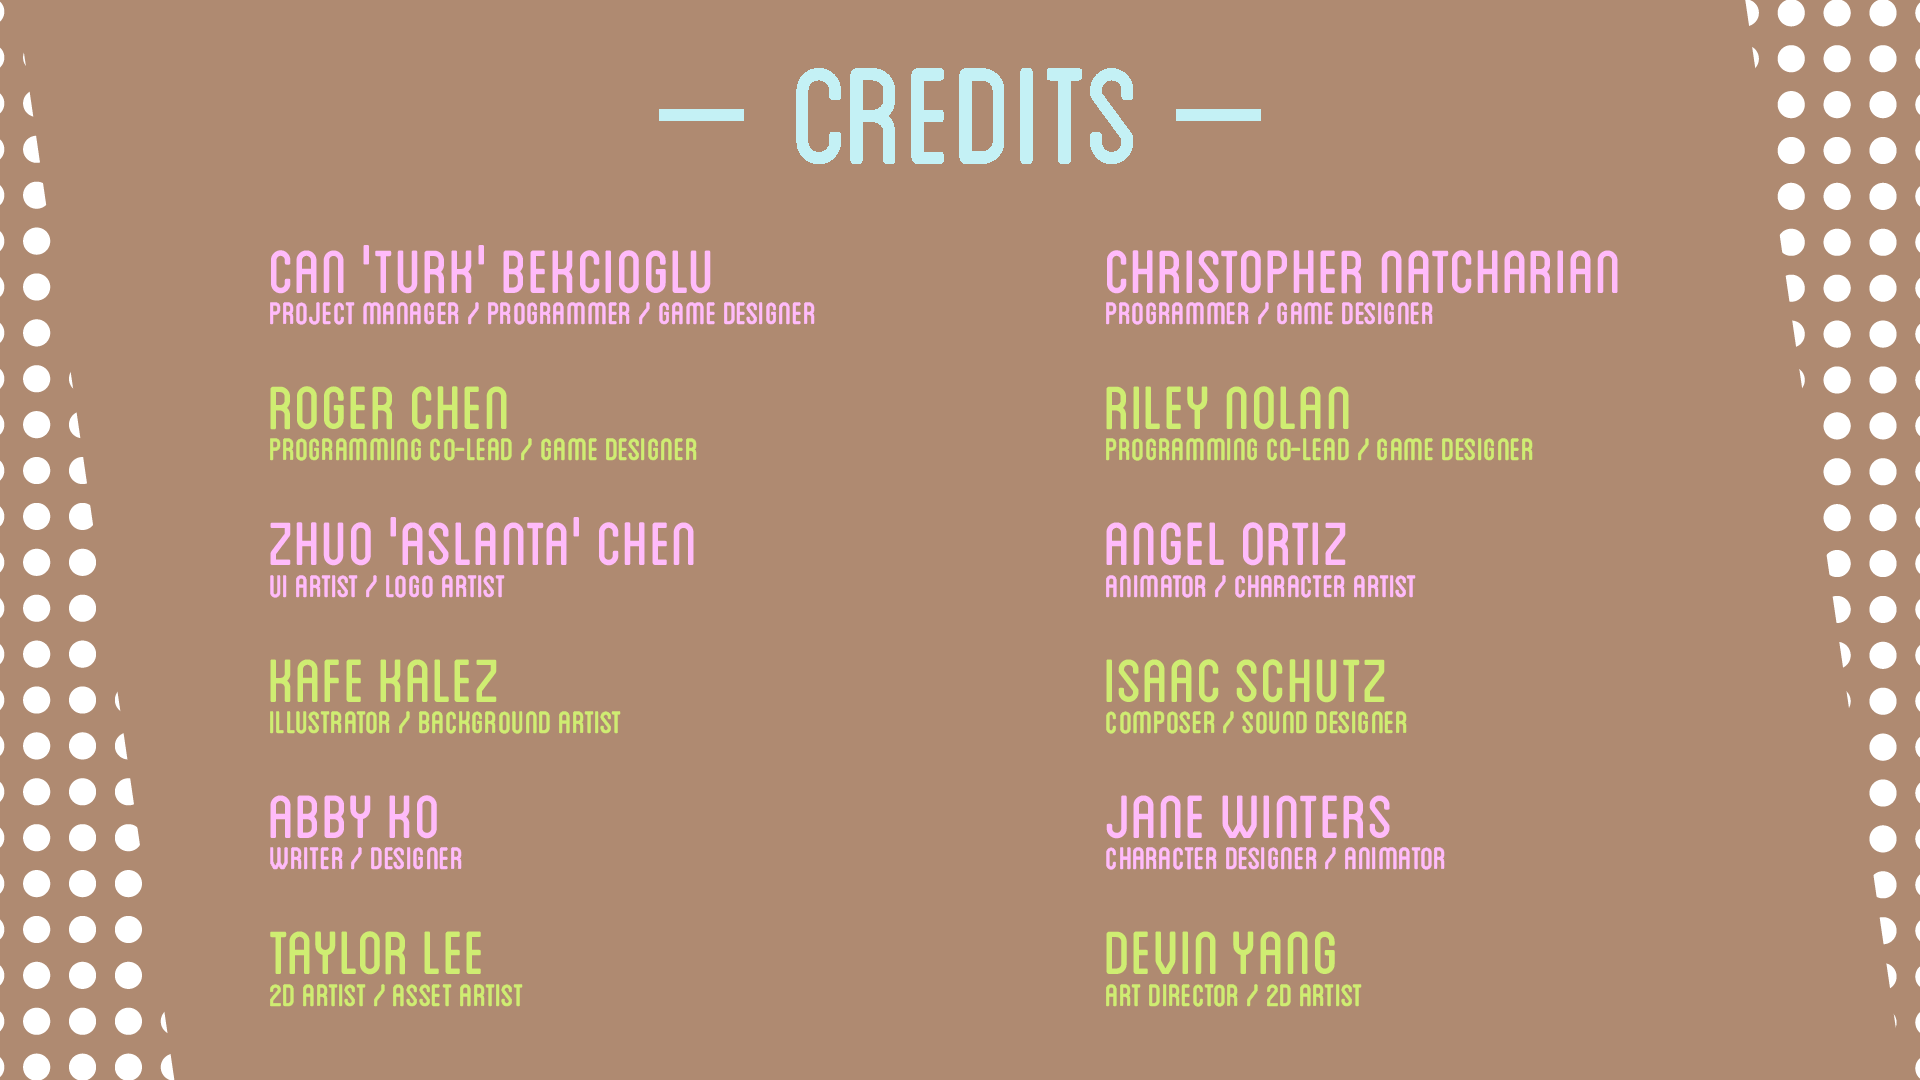 — CREDITS —
CAN 'TURK' BEKCIOGLU
PROJECT MANAGER / PROGRAMMER / GAME DESIGNER
CHRISTOPHER NATCHARIAN
PROGRAMMER / GAME DESIGNER
ROGER CHEN
PROGRAMMING CO-LEAD / GAME DESIGNER
RILEY NOLAN
PROGRAMMING CO-LEAD / GAME DESIGNER
ZHUO 'ASLANTA' CHEN
UI ARTIST / LOGO ARTIST
ANGEL ORTIZ
ANIMATOR / CHARACTER ARTIST
KAFE KALEZ
ILLUSTRATOR / BACKGROUND ARTIST
ISAAC SCHUTZ
COMPOSER / SOUND DESIGNER
ABBY KO
WRITER / DESIGNER
JANE WINTERS
CHARACTER DESIGNER / ANIMATOR
TAYLOR LEE
2D ARTIST / ASSET ARTIST
DEVIN YANG
ART DIRECTOR / 2D ARTIST